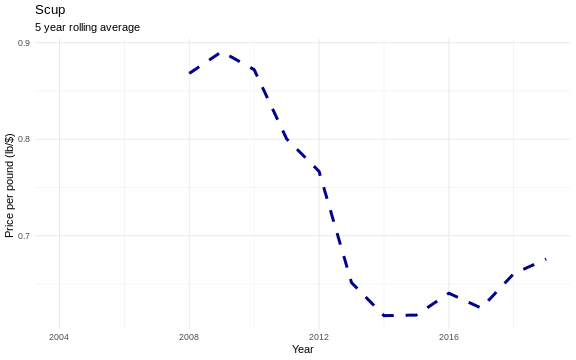 Scup
5 year rolling average
0.9
0.8
0.7
Price per pound (lb/$)
2004
2008
2012
2016
Year